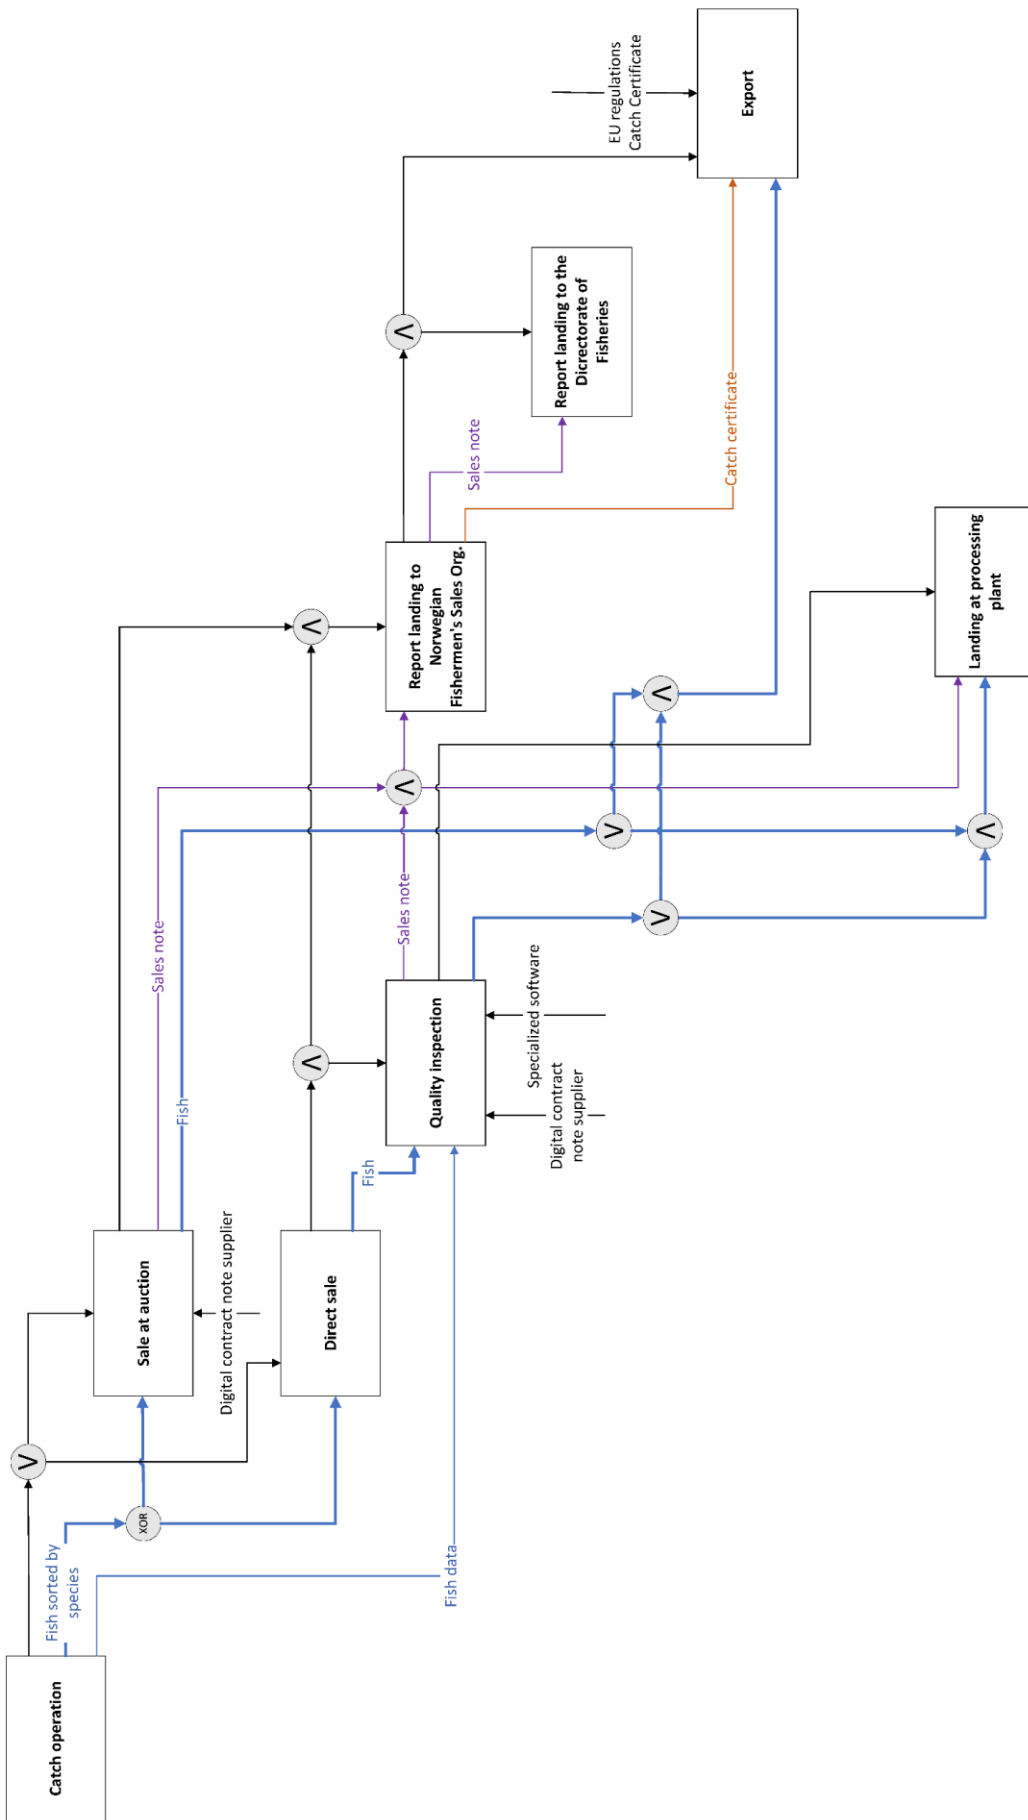 Catch operation
Fish sorted by
species
Fish data
V
XOR
Sale at auction
Digital contract note supplier
Direct sale
Sales note
Fish
Fish
V
Quality inspection
Digital contract
note supplier
Specialized software
Sales note
V
V
V
V
V
V
Report landing to
Norwegian
Fishermen's Sales Org.
Sales note
Catch certificate
V
Report landing to the
Dicrectorate of
Fisheries
Landing at processing
plant
EU regulations
Catch Certificate
Export